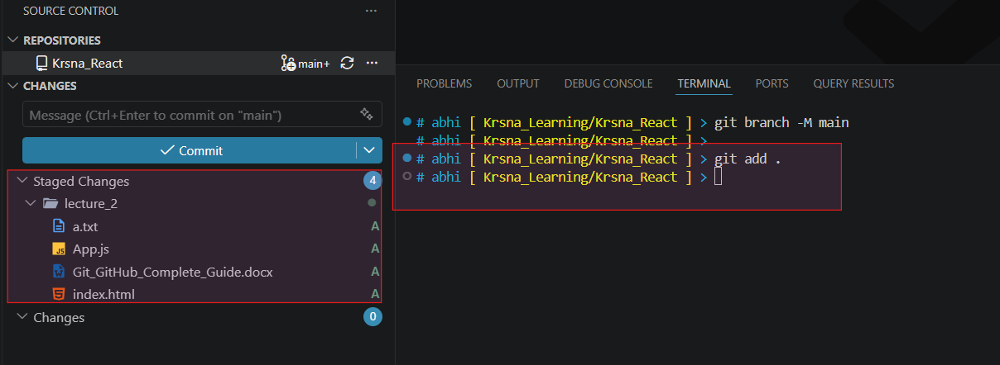 SOURCE CONTROL
REPOSITORIES
Krsna_React
main+
CHANGES
Message (Ctrl+Enter to commit on "main")
Commit
Staged Changes
4
lecture_2
a.txt
A
JS
App.js
A
W
Git_GitHub_Complete_Guide.docx
A
5
index.html
A
Changes
0
PROBLEMS
OUTPUT
DEBUG CONSOLE
TERMINAL
PORTS
QUERY RESULTS
# abhi [ Krsna_Learning/Krsna_React ] > git branch -M main
# abhi [ Krsna_Learning/Krsna_React ] >
# abhi [ Krsna_Learning/Krsna_React ] > git add .
# abhi [ Krsna_Learning/Krsna_React ] >